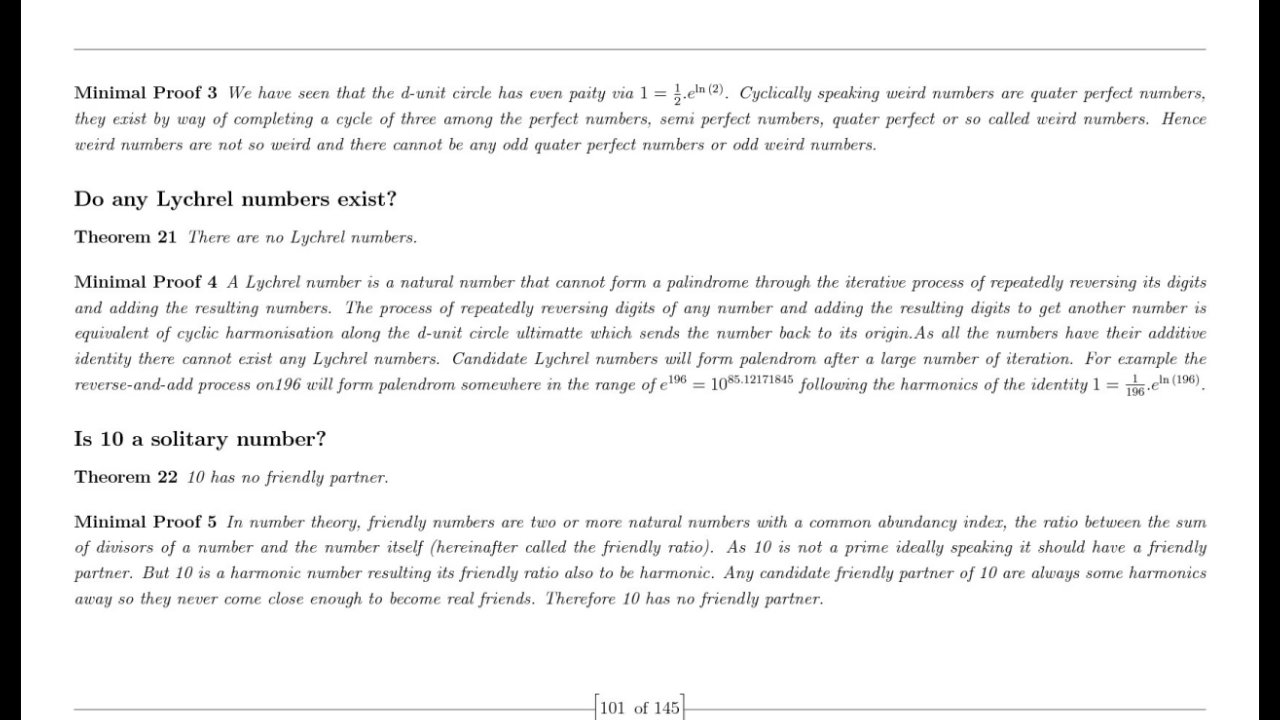 Minimal Proof 3 We have seen that the d-unit circle has even paity via 1 = ½.e^ln (2). Cyclically speaking weird numbers are quater perfect numbers,
they exist by way of completing a cycle of three among the perfect numbers, semi perfect numbers, quater perfect or so called weird numbers. Hence
weird numbers are not so weird and there cannot be any odd quater perfect numbers or odd weird numbers.
Do any Lychrel numbers exist?
Theorem 21 There are no Lychrel numbers.
Minimal Proof 4 A Lychrel number is a natural number that cannot form a palindrome through the iterative process of repeatedly reversing its digits
and adding the resulting numbers. The process of repeatedly reversing digits of any number and adding the resulting digits to get another number is
equivalent of cyclic harmonisation along the d-unit circle ultimatte which sends the number back to its origin.As all the numbers have their additive
identity there cannot exist any Lychrel numbers. Candidate Lychrel numbers will form palendrom after a large number of iteration. For example the
reverse-and-add process on196 will form palendrom somewhere in the range of e^196 = 10^85.12171845 following the harmonics of the identity 1 = 1/196.e^ln (196).
Is 10 a solitary number?
Theorem 22 10 has no friendly partner.
Minimal Proof 5 In number theory, friendly numbers are two or more natural numbers with a common abundancy index, the ratio between the sum
of divisors of a number and the number itself (hereinafter called the friendly ratio). As 10 is not a prime ideally speaking it should have a friendly
partner. But 10 is a harmonic number resulting its friendly ratio also to be harmonic. Any candidate friendly partner of 10 are always some harmonics
away so they never come close enough to become real friends. Therefore 10 has no friendly partner.
[101 of 145]